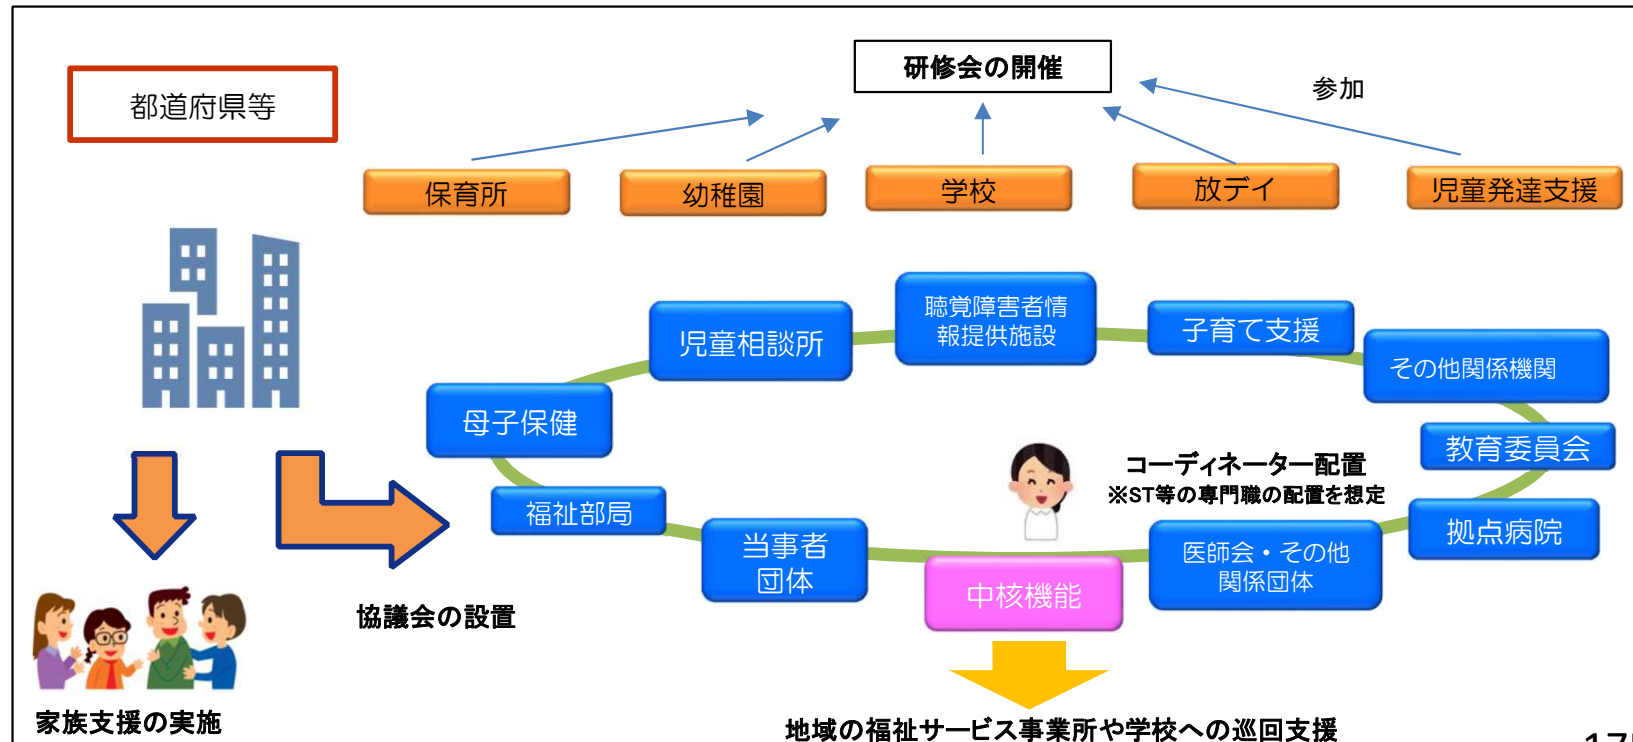 都道府県等
研修会の開催
参加
保育所
幼稚園
学校
放デイ
児童発達支援
児童相談所
聴覚障害者情
報提供施設
子育て支援
その他関係機関
母子保健
教育委員会
コーディネーター配置
※ST等の専門職の配置を想定
福祉部局
当事者
団体
中核機能
医師会・その他
関係団体
拠点病院
協議会の設置
家族支援の実施
地域の福祉サービス事業所や学校への巡回支援